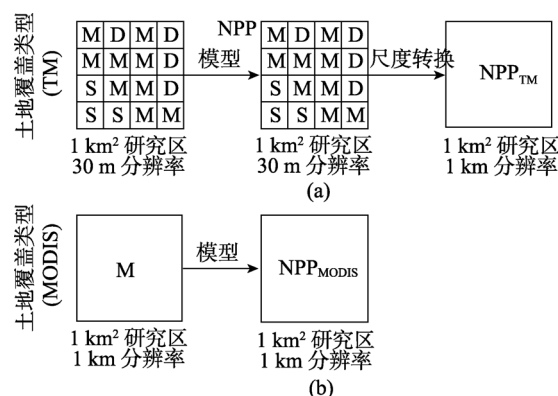 土地覆盖类型
(TM)
M D M D
M M M D
S M M D
S S M M
模型
NPP
M D M D
M M M D
S M M D
S S M M
尺度转换
NPPTM
1 km² 研究区
30 m 分辨率
1 km² 研究区
30 m 分辨率
1 km² 研究区
1 km 分辨率
(a)
土地覆盖类型
(MODIS)
M
模型
NPPMODIS
1 km² 研究区
1 km 分辨率
1 km² 研究区
1 km 分辨率
(b)